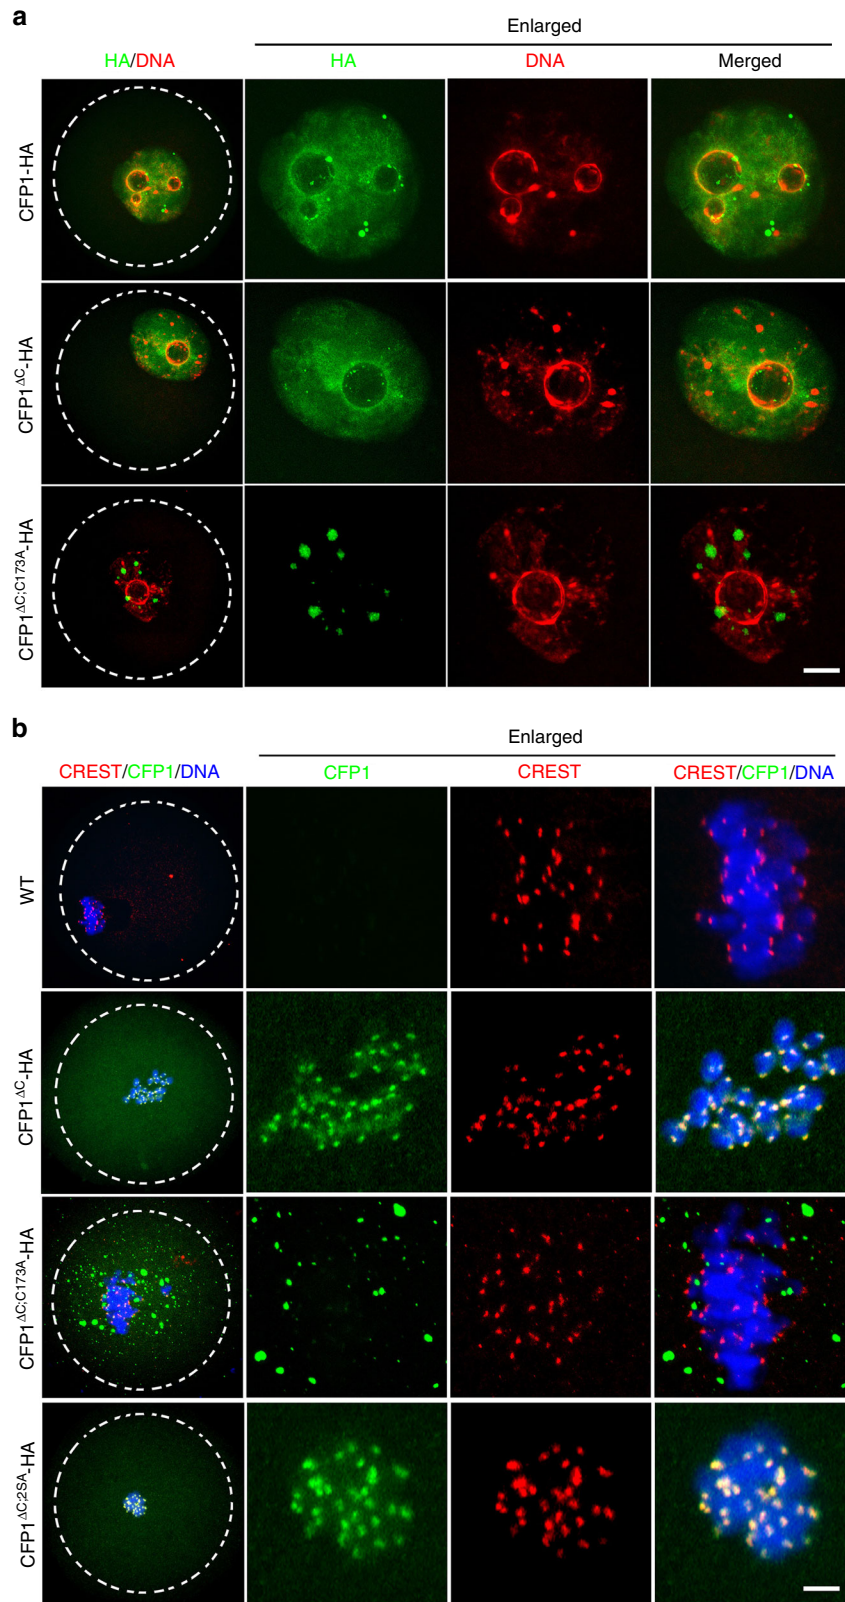 a
Enlarged
HA/DNA HA DNA Merged
CFP1-HA
CFP1ΔC-HA
CFP1ΔC;C173A-HA
b
Enlarged
CREST/CFP1/DNA CFP1 CREST CREST/CFP1/DNA
WT
CFP1ΔC-HA
CFP1ΔC;C173A-HA
CFP1ΔC;2SA-HA